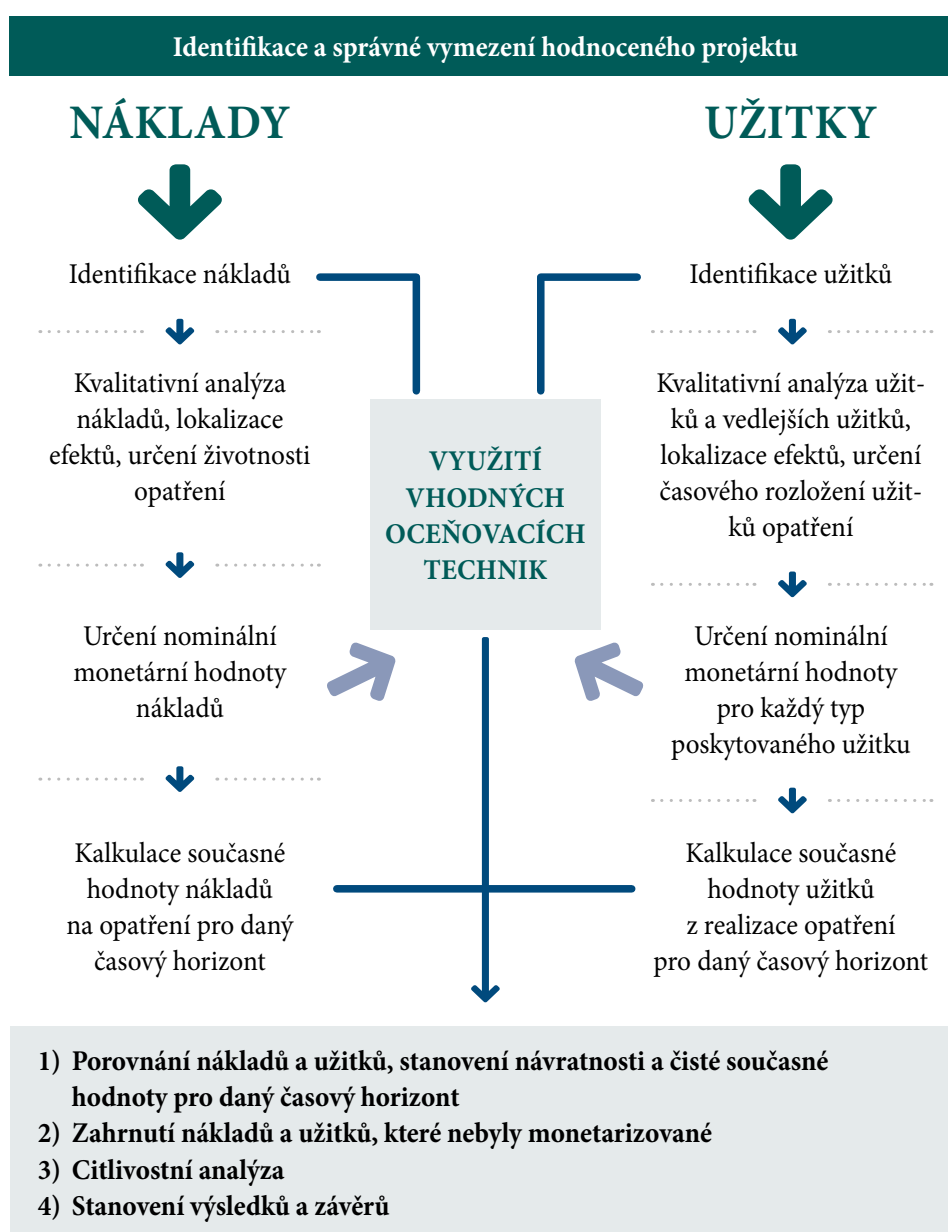 Identifikace a správné vymezení hodnoceného projektu
NÁKLADY
Identifikace nákladů
Kvalitativní analýza
nákladů, lokalizace
efektů, určení životnosti
opatření
Určení nominální
monetární hodnoty
nákladů
Kalkulace současné
hodnoty nákladů
na opatření pro daný
časový horizont
VYUŽITÍ
VHODNÝCH
OCEŇOVACÍCH
TECHNIK
UŽITKY
Identifikace užitků
Kvalitativní analýza užit-
ků a vedlejších užitků,
lokalizace efektů, určení
časového rozložení užit-
ků opatření
Určení nominální
monetární hodnoty
pro každý typ
poskytovaného užitku
Kalkulace současné
hodnoty užitků
z realizace opatření
pro daný časový horizont
1) Porovnání nákladů a užitků, stanovení návratnosti a čisté současné
hodnoty pro daný časový horizont
2) Zahrnutí nákladů a užitků, které nebyly monetarizované
3) Citlivostní analýza
4) Stanovení výsledků a závěrů